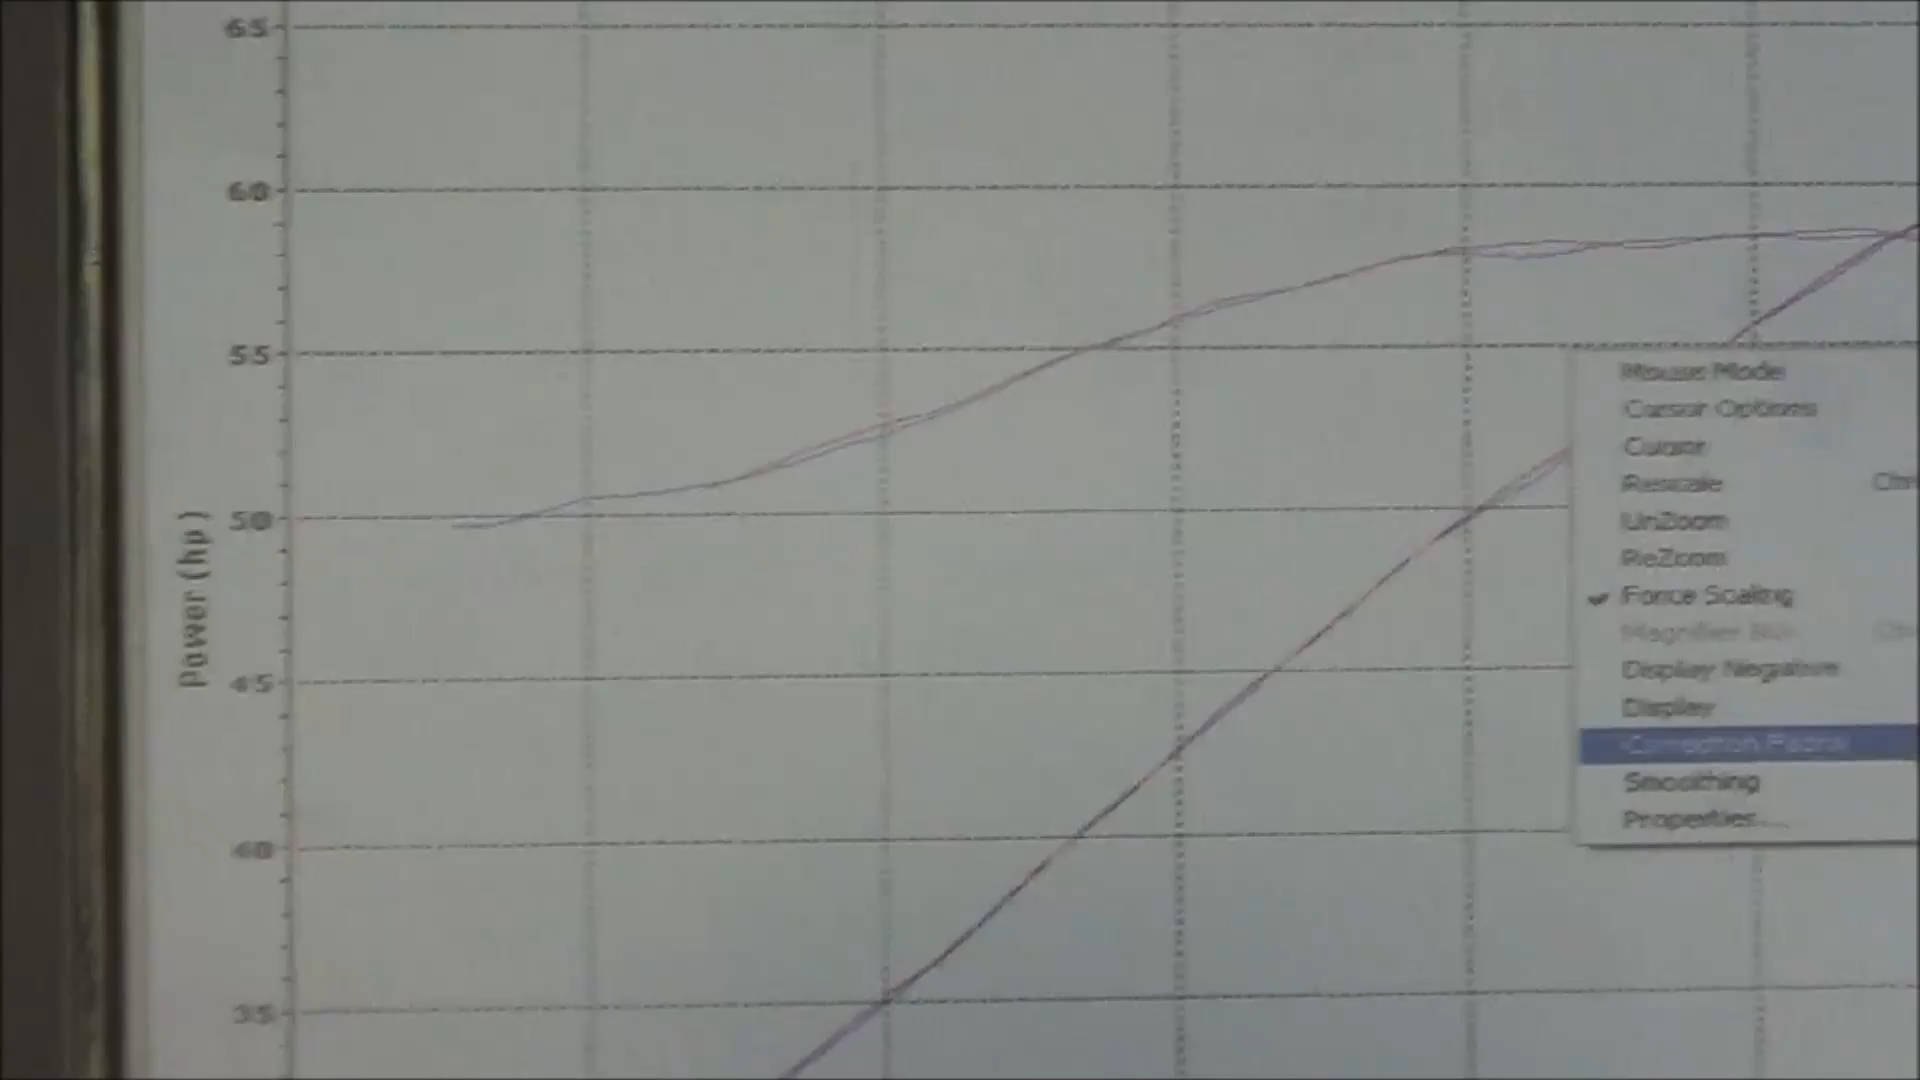 65
60
55
50
45
40
35
Power (hp)
Mouse Mode
Cursor Options
Cursor
Rescale
UnZoom
ReZoom
Force Scaling
Display Negative
Display
Correction Factor
Smoothing
Properties...